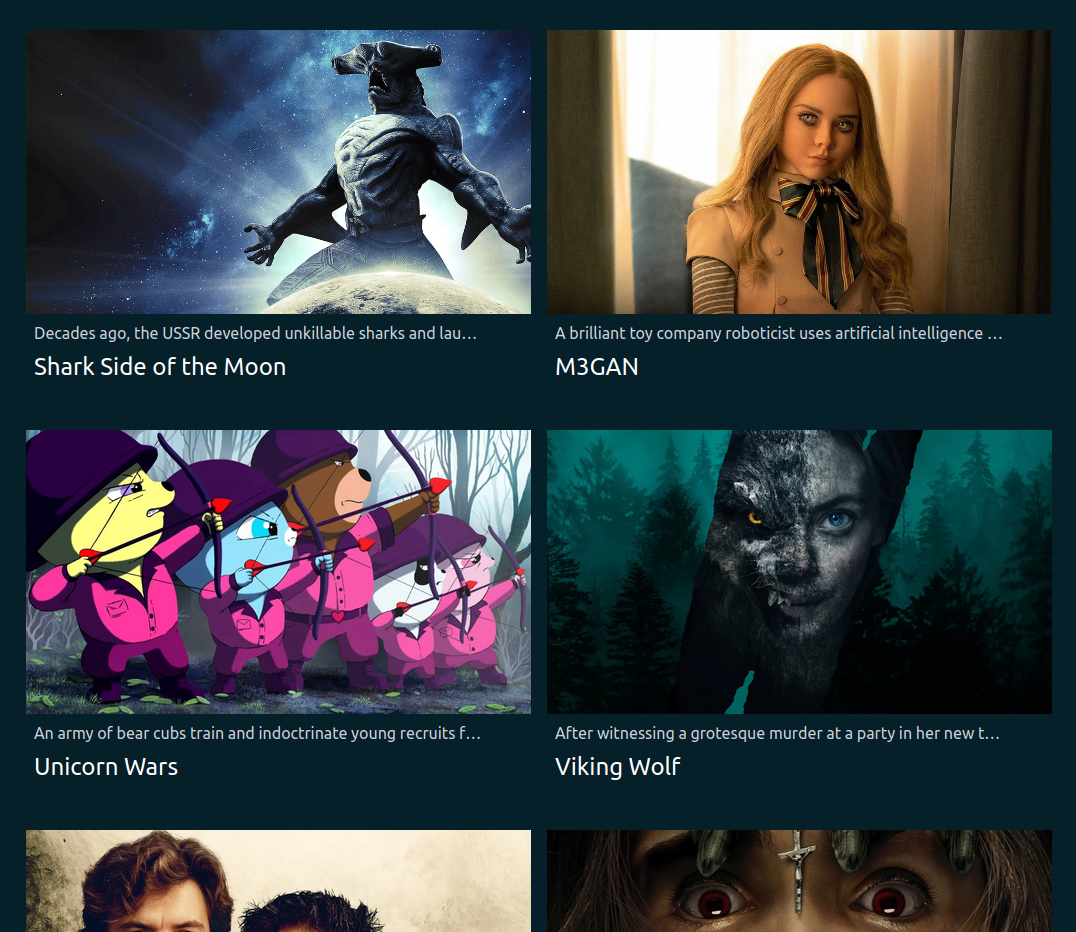 Decades ago, the USSR developed unkillable sharks and lau…
Shark Side of the Moon
A brilliant toy company roboticist uses artificial intelligence …
M3GAN
An army of bear cubs train and indoctrinate young recruits f…
Unicorn Wars
After witnessing a grotesque murder at a party in her new t…
Viking Wolf